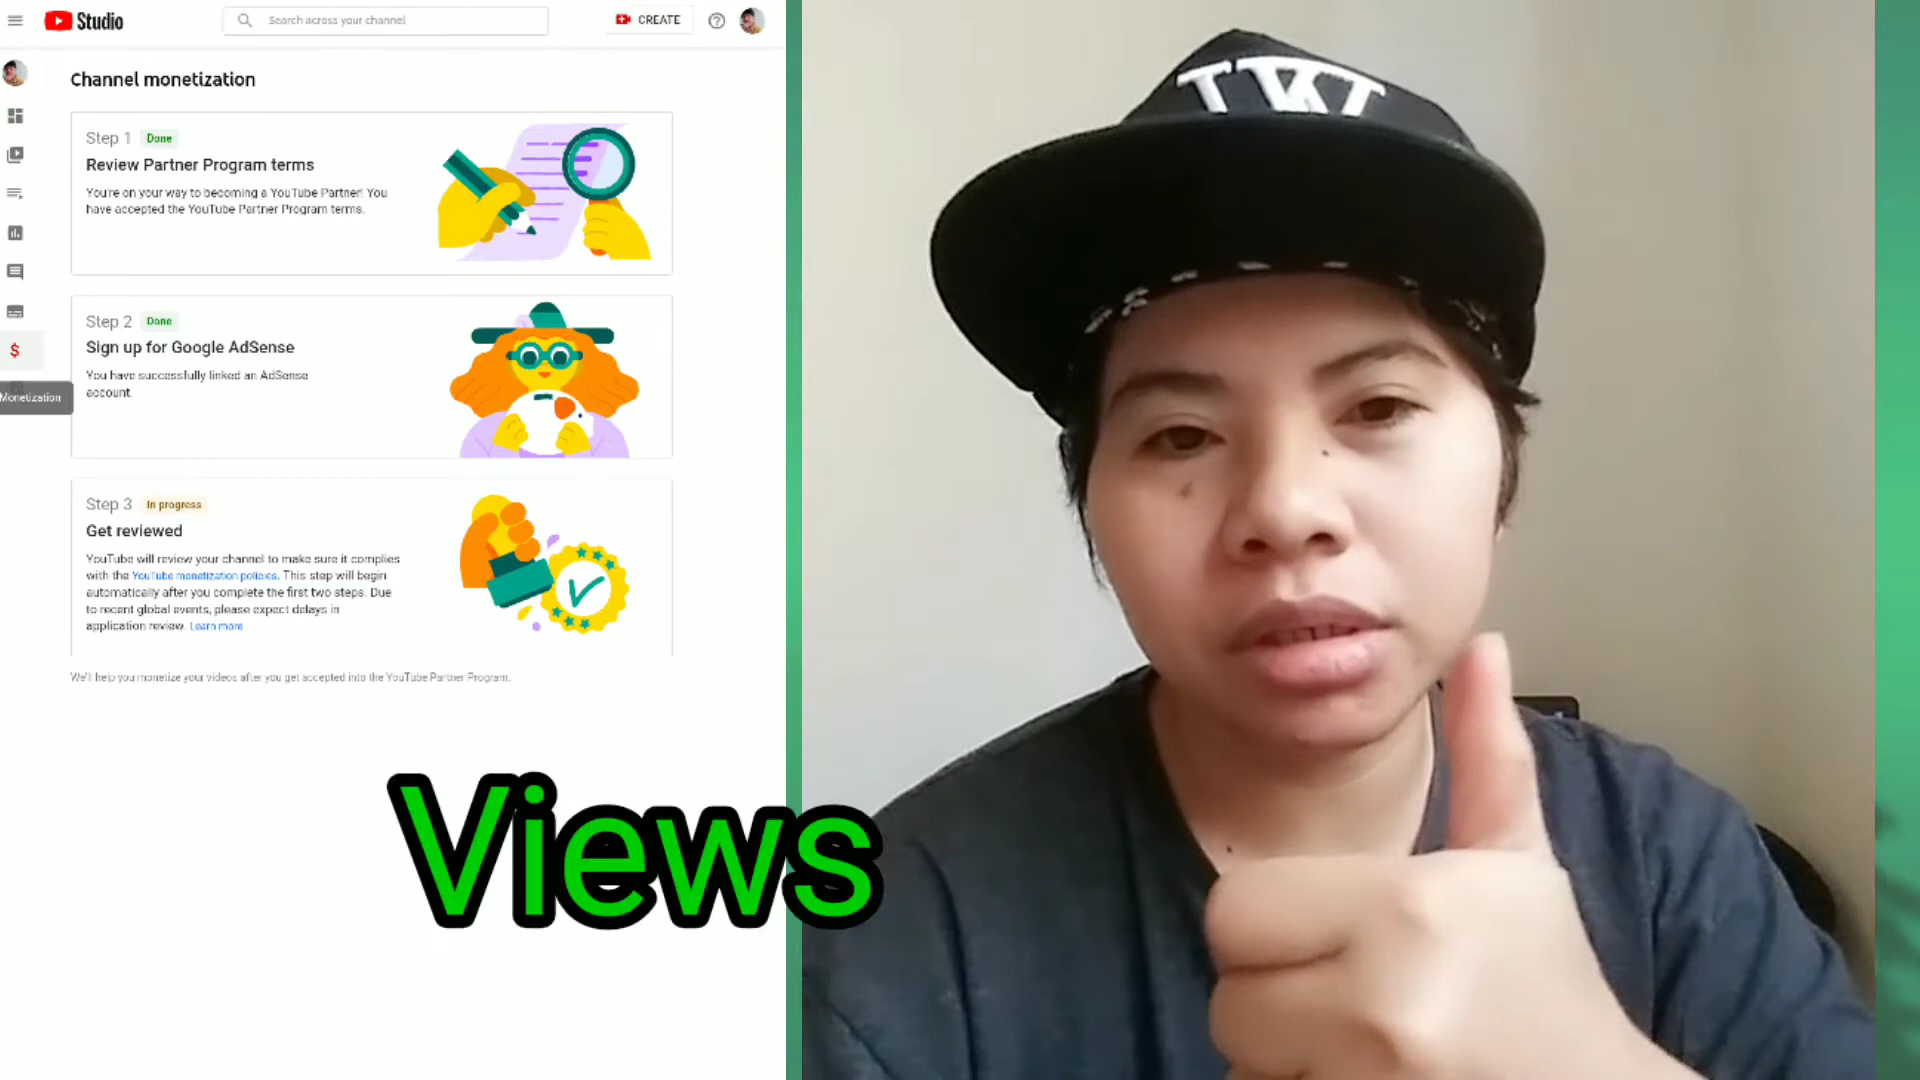 Studio
Search across your channel
CREATE
Channel monetization
Step 1 Done
Review Partner Program terms
You're on your way to becoming a YouTube Partner! You
have accepted the YouTube Partner Program terms.
Step 2 Done
Sign up for Google AdSense
You have successfully linked an AdSense
account.
Monetization
Step 3 In progress
Get reviewed
YouTube will review your channel to make sure it complies
with the YouTube monetization policies. This step will begin
automatically after you complete the first two steps. Due
to recent global events, please expect delays in
application review. Learn more
We'll help you monetize your videos after you get accepted into the YouTube Partner Program.
Views